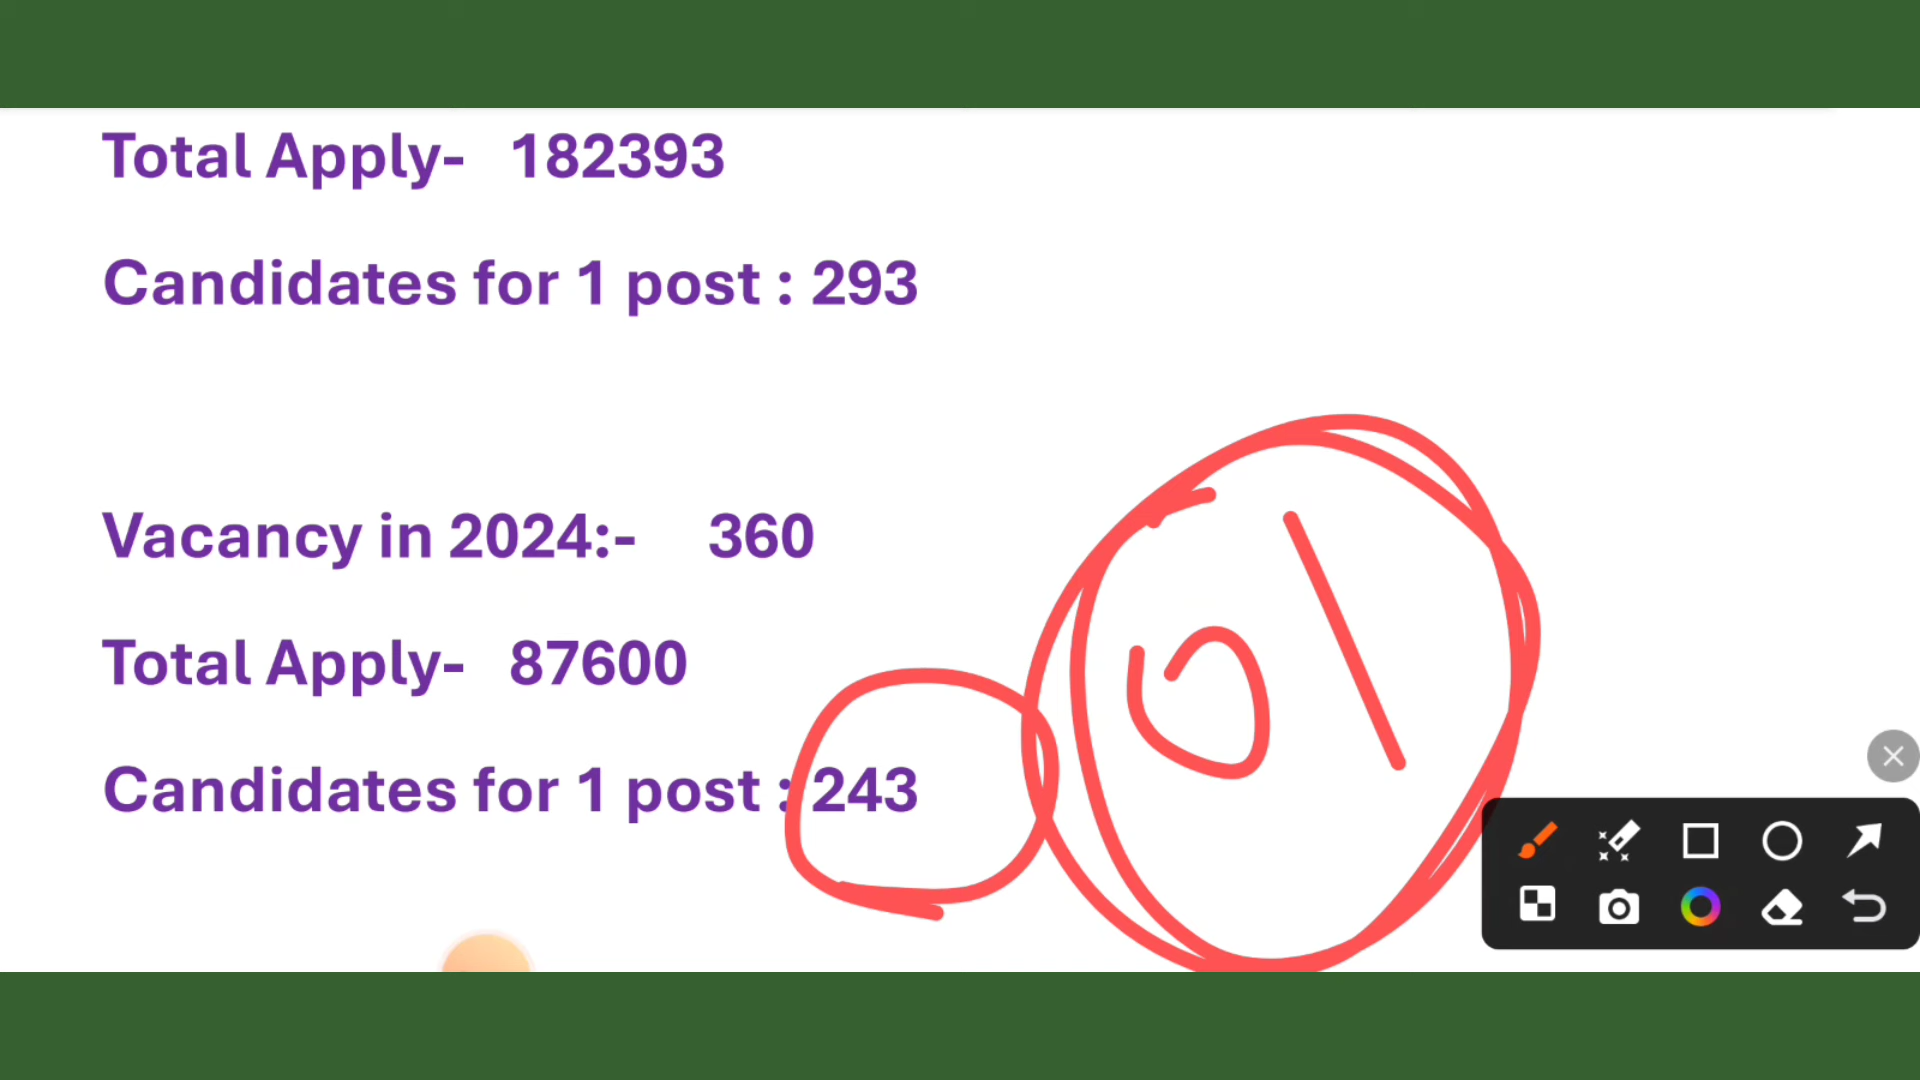 Total Apply- 182393
Candidates for 1 post : 293
Vacancy in 2024:- 360
Total Apply- 87600
Candidates for 1 post : 243
01